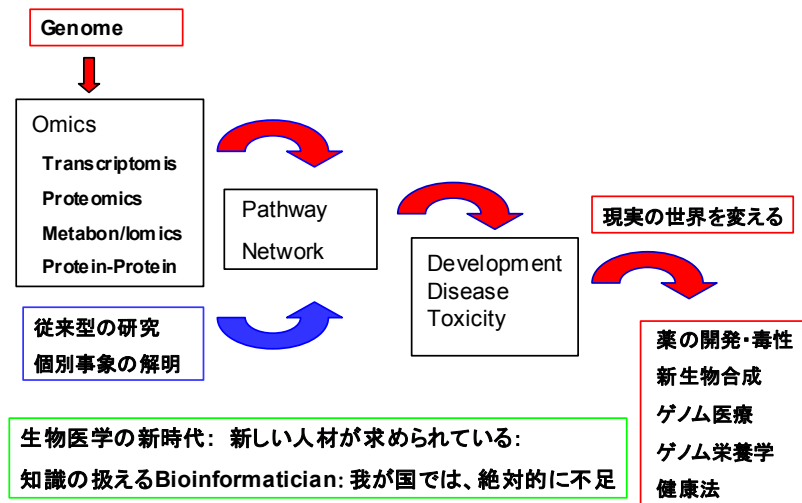 Genome
Omics
Transcriptomis
Proteomics
Metabon/lomics
Protein-Protein
従来型の研究
個別事象の解明
Pathway
Network
Development
Disease
Toxicity
現実の世界を変える
薬の開発・毒性
新生物合成
ゲノム医療
ゲノム栄養学
健康法
生物医学の新時代: 新しい人材が求められている:
知識の扱えるBioinformatician: 我が国では、絶対的に不足